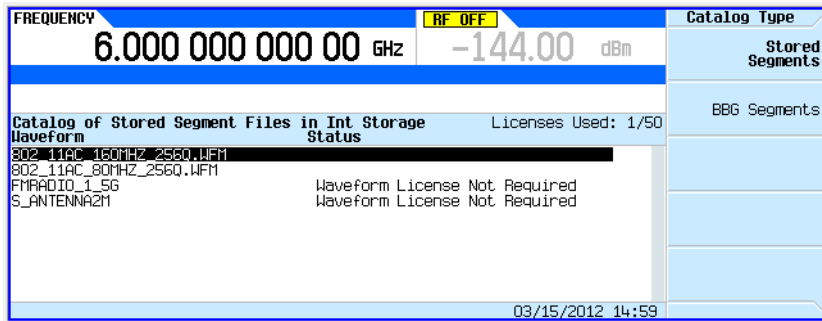 FREQUENCY
6.000 000 000 00 GHz
RF OFF
-144.00 dBm
Catalog of Stored Segment Files in Int Storage Licenses Used: 1/50
Waveform Status
802_11AC_160MHZ_256Q.WFM
802_11AC_80MHZ_256Q.WFM
FMRADIO_1_5G Waveform License Not Required
S_ANTENNA2M Waveform License Not Required
03/15/2012 14:59
Catalog Type
Stored
Segments
BBG Segments